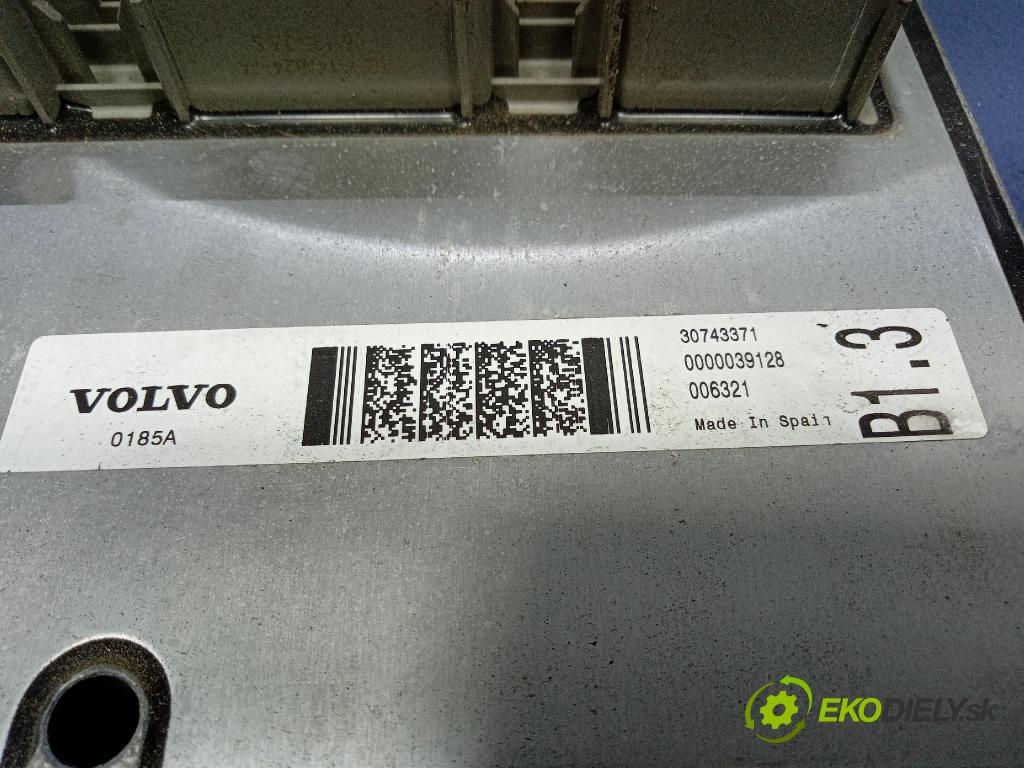 VOLVO
0185A
30743371
0000039128
006321
Made In Spain
B1.3
EKODIELY.sk